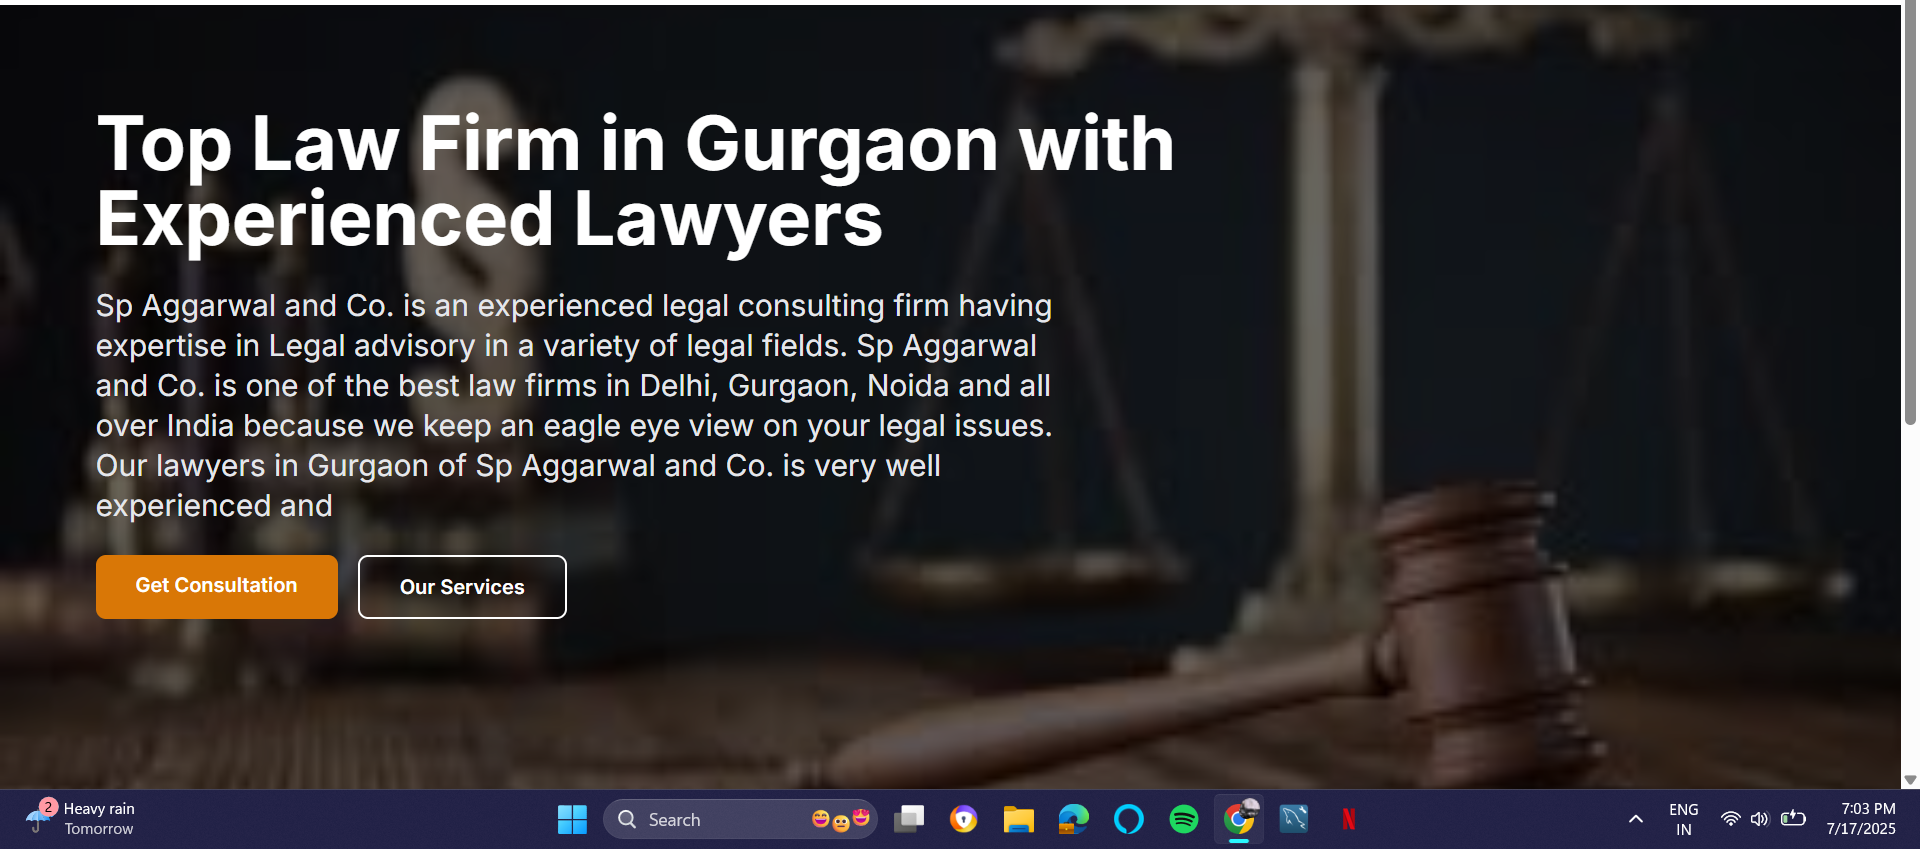 Top Law Firm in Gurgaon with
Experienced Lawyers
Sp Aggarwal and Co. is an experienced legal consulting firm having
expertise in Legal advisory in a variety of legal fields. Sp Aggarwal
and Co. is one of the best law firms in Delhi, Gurgaon, Noida and all
over India because we keep an eagle eye view on your legal issues.
Our lawyers in Gurgaon of Sp Aggarwal and Co. is very well
experienced and
Get Consultation
Our Services
2
Heavy rain
Tomorrow
Search
N
ENG
IN
7:03 PM
7/17/2025